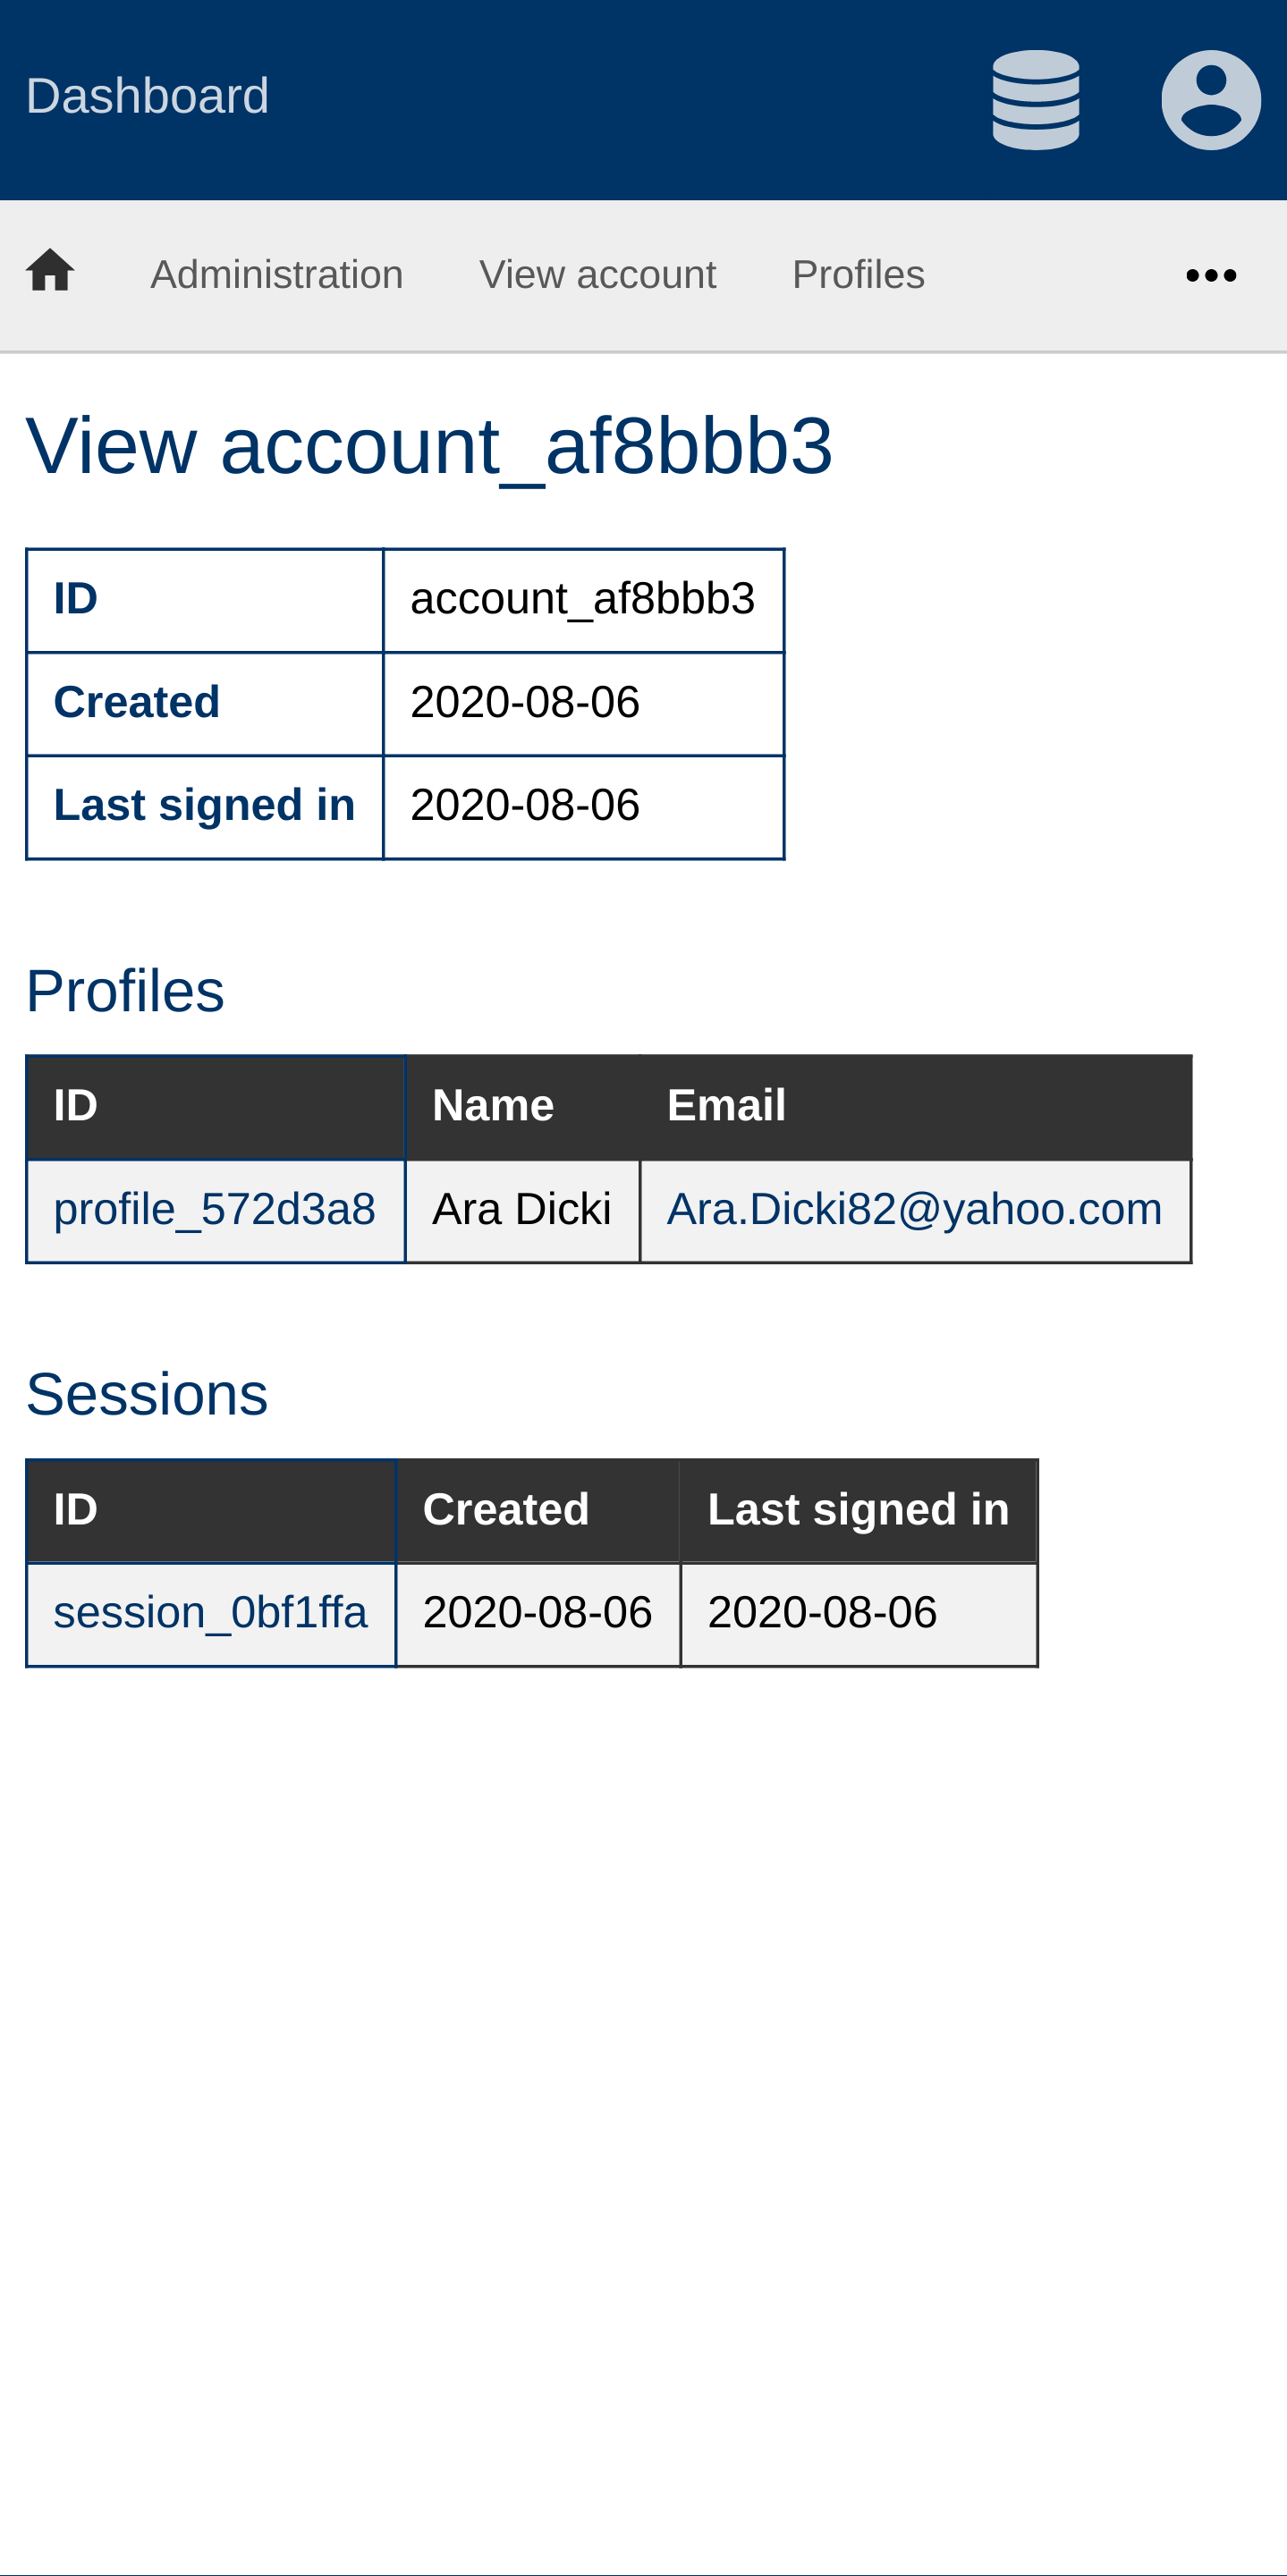 Dashboard
Administration View account Profiles
View account_af8bbb3
ID account_af8bbb3
Created 2020-08-06
Last signed in 2020-08-06
Profiles
ID Name Email
profile_572d3a8 Ara Dicki Ara.Dicki82@yahoo.com
Sessions
ID Created Last signed in
session_0bf1ffa 2020-08-06 2020-08-06